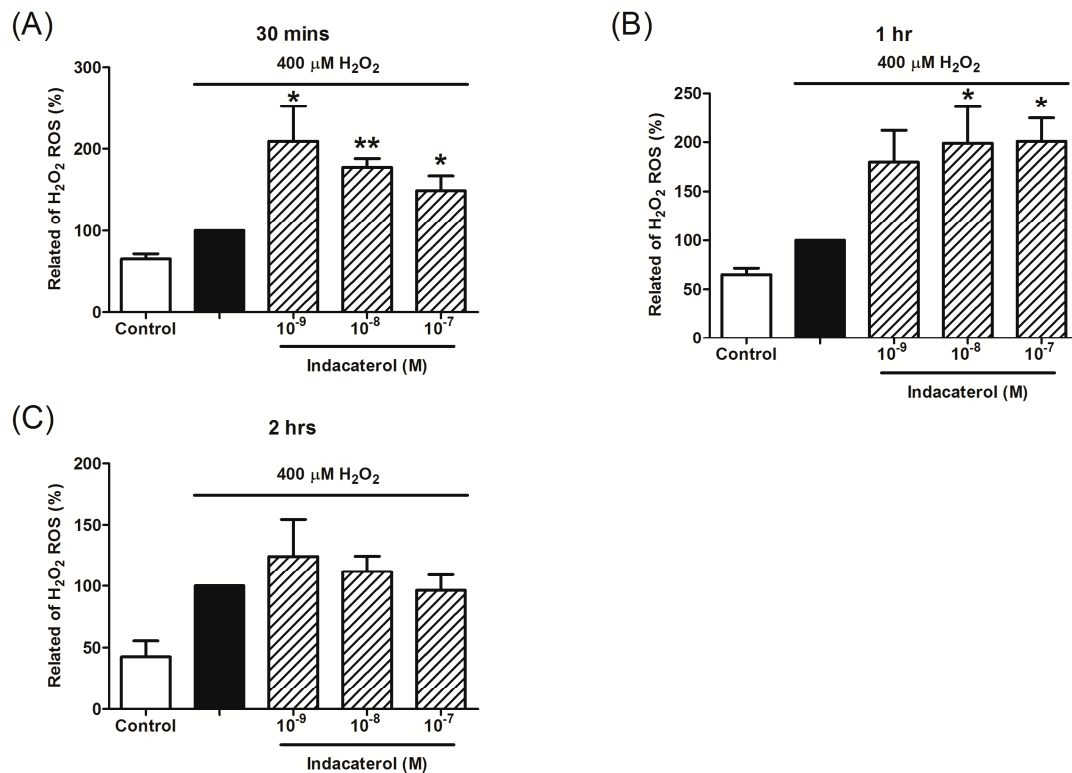 (A)
30 mins
400 μM H₂O₂
Related of H₂O₂ ROS (%)
300
200
100
0
*
**
*
Control
10⁻⁹
10⁻⁸
10⁻⁷
Indacaterol (M)
(B)
1 hr
400 μM H₂O₂
Related of H₂O₂ ROS (%)
250
200
150
100
50
0
*
*
Control
10⁻⁹
10⁻⁸
10⁻⁷
Indacaterol (M)
(C)
2 hrs
400 μM H₂O₂
Related of H₂O₂ ROS (%)
200
150
100
50
0
Control
10⁻⁹
10⁻⁸
10⁻⁷
Indacaterol (M)